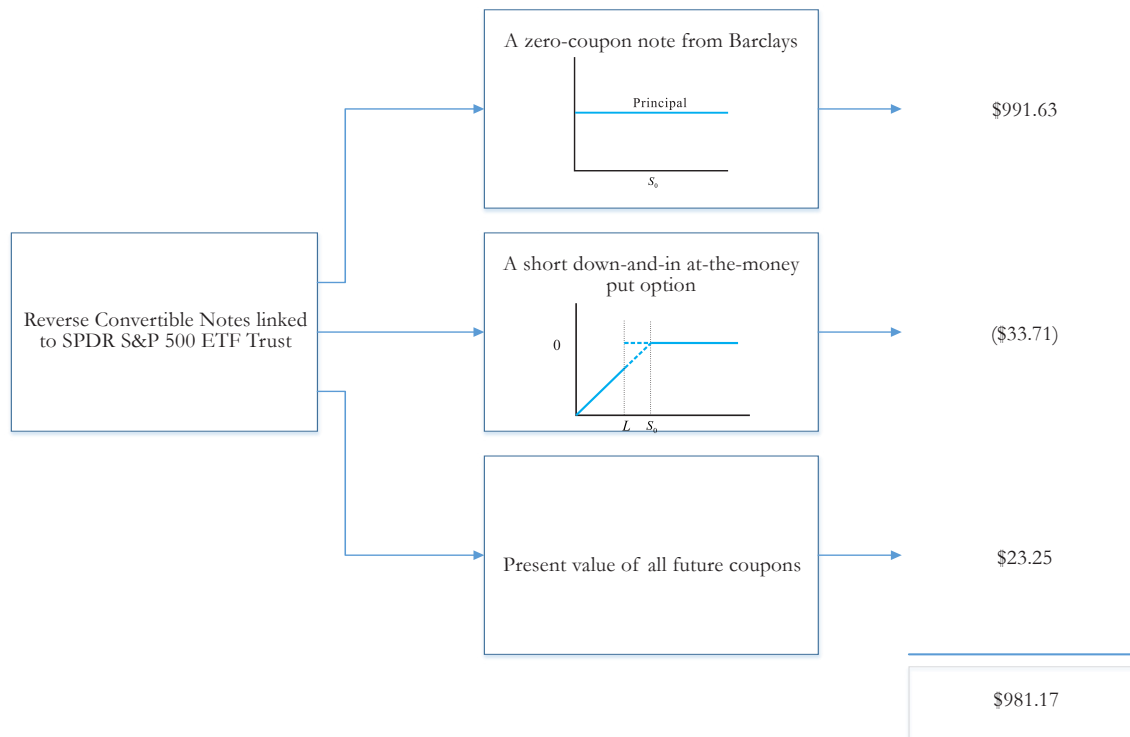 A zero-coupon note from Barclays
Principal
S₀
$991.63
Reverse Convertible Notes linked
to SPDR S&P 500 ETF Trust
A short down-and-in at-the-money
put option
0
L S₀
($33.71)
Present value of all future coupons
$23.25
$981.17